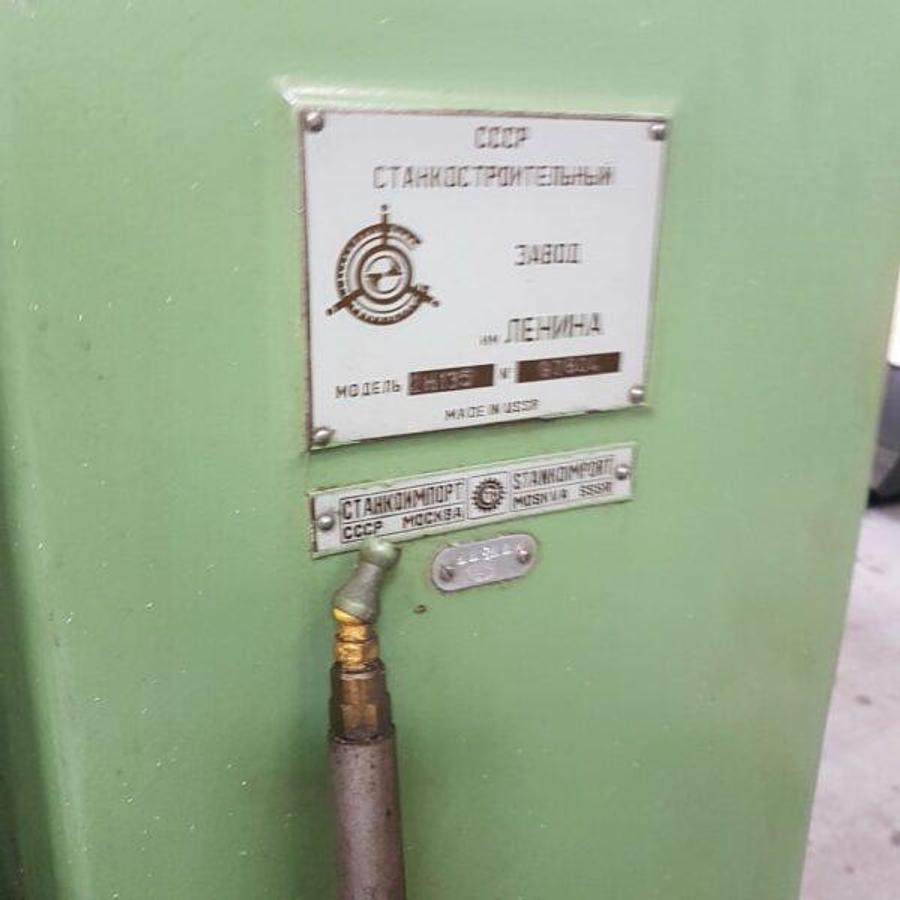 СССР
СТАНКОСТРОИТЕЛЬНЫЙ
ЗАВОД
им ЛЕНИНА
МОДЕЛЬ 2Н135 №
MADE IN USSR
СТАНКОИМПОРТ
СССР МОСКВА
STANKOIMPORT
MOSKVA SSSR